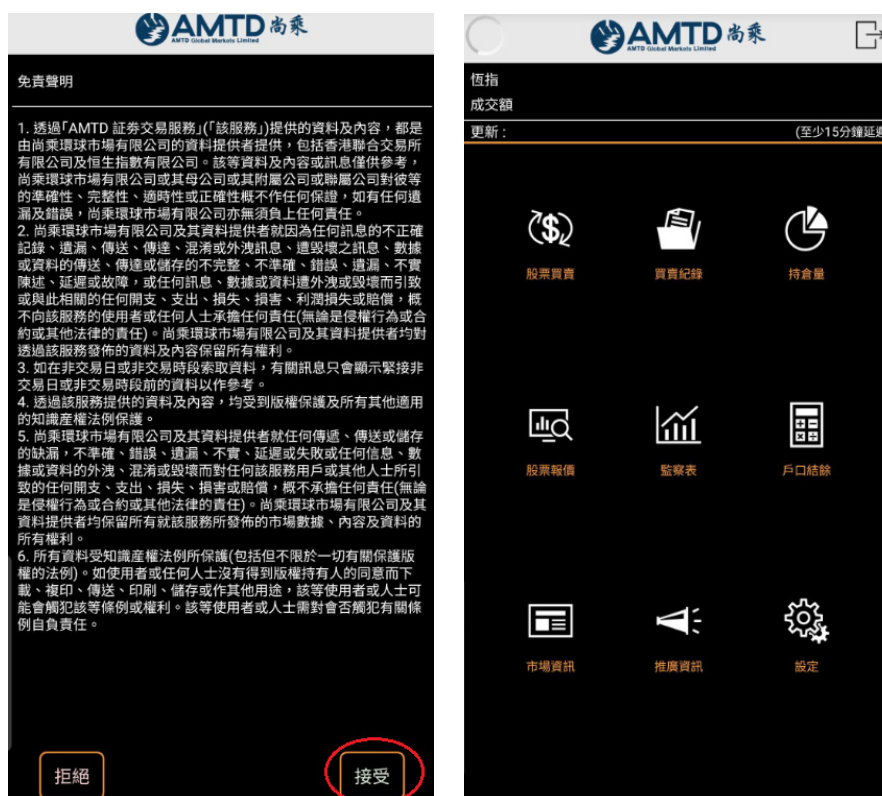 AMTD 尚乘
AMTD Global Markets Limited
免責聲明
1. 透過「AMTD 証劵交易服務」(「該服務」)提供的資料及內容，都是
由尚乘環球市場有限公司的資料提供者提供，包括香港聯合交易所
有限公司及恒生指數有限公司。該等資料及內容或訊息僅供參考，
尚乘環球市場有限公司或其母公司或其附屬公司或聯屬公司對彼等
的準確性、完整性、適時性或正確性概不作任何保證，如有任何遺
漏及錯誤，尚乘環球市場有限公司亦無須負上任何責任。
2. 尚乘環球市場有限公司及其資料提供者就因為任何訊息的不正確
記錄、遺漏、傳送、傳達、混淆或外洩訊息、遭毀壞之訊息、數據
或資料的傳送、傳達或儲存的不完整、不準確、錯誤、遺漏、不實
陳述、延遲或故障，或任何訊息、數據或資料遭外洩或毀壞而引致
或與此相關的任何開支、支出、損失、損害、利潤損失或賠償，概
不向該服務的使用者或任何人士承擔任何責任(無論是侵權行為或合
約或其他法律的責任)。尚乘環球市場有限公司及其資料提供者均對
透過該服務發佈的資料及內容保留所有權利。
3. 如在非交易日或非交易時段索取資料，有關訊息只會顯示緊接非
交易日或非交易時段前的資料以作參考。
4. 透過該服務提供的資料及內容，均受到版權保護及所有其他適用
的知識産權法例保護。
5. 尚乘環球市場有限公司及其資料提供者就任何傳遞、傳送或儲存
的缺漏，不準確、錯誤、遺漏、不實、延遲或失敗或任何信息、數
據或資料的外洩、混淆或毀壞而對任何該服務用戶或其他人士所引
致的任何開支、支出、損失、損害或賠償，概不承擔任何責任(無論
是侵權行為或合約或其他法律的責任)。尚乘環球市場有限公司及其
資料提供者均保留所有就該服務所發佈的市場數據、內容及資料的
所有權利。
6. 所有資料受知識産權法例所保護(包括但不限於一切有關保護版
權的法例)。如使用者或任何人士沒有得到版權持有人的同意而下
載、複印、傳送、印刷、儲存或作其他用途，該等使用者或人士可
能會觸犯該等條例或權利。該等使用者或人士需對會否觸犯有關條
例自負責任。
拒絕
接受
AMTD 尚乘
AMTD Global Markets Limited
恆指
成交額
更新 :
(至少15分鐘延遲
股票買賣
買賣紀錄
持倉量
股票報價
監察表
戶口結餘
市場資訊
推廣資訊
設定